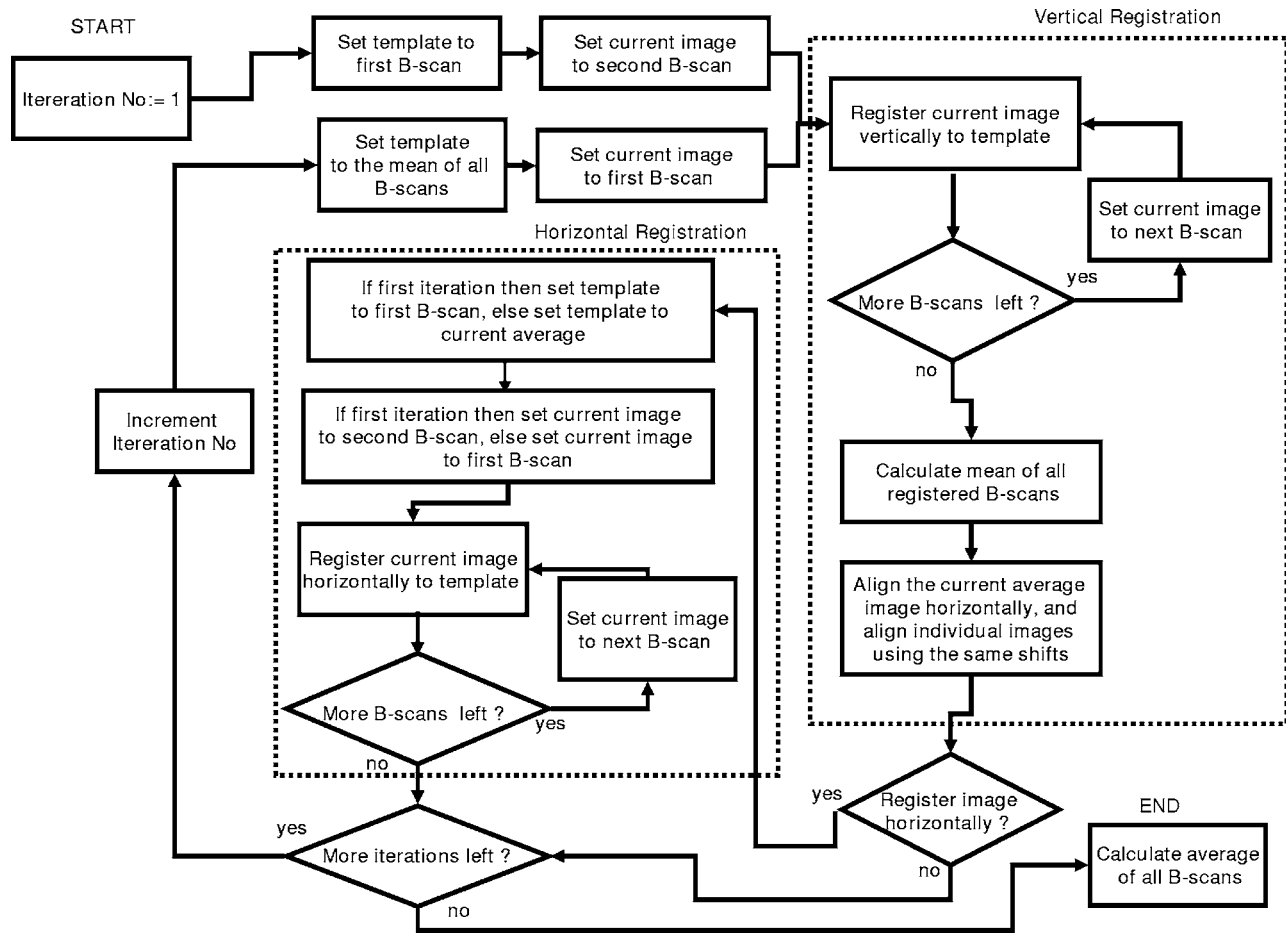 START
Itereration No:= 1
Set template to
first B-scan
Set current image
to second B-scan
Set template
to the mean of all
B-scans
Set current image
to first B-scan
Vertical Registration
Register current image
vertically to template
Set current image
to next B-scan
More B-scans left ?
yes
no
Calculate mean of all
registered B-scans
Align the current average
image horizontally, and
align individual images
using the same shifts
Register image
horizontally ?
yes
no
Horizontal Registration
If first iteration then set template
to first B-scan, else set template to
current average
If first iteration then set current image
to second B-scan, else set current image
to first B-scan
Register current image
horizontally to template
Set current image
to next B-scan
More B-scans left ?
yes
no
More iterations left ?
yes
no
Increment
Itereration No
END
Calculate average
of all B-scans